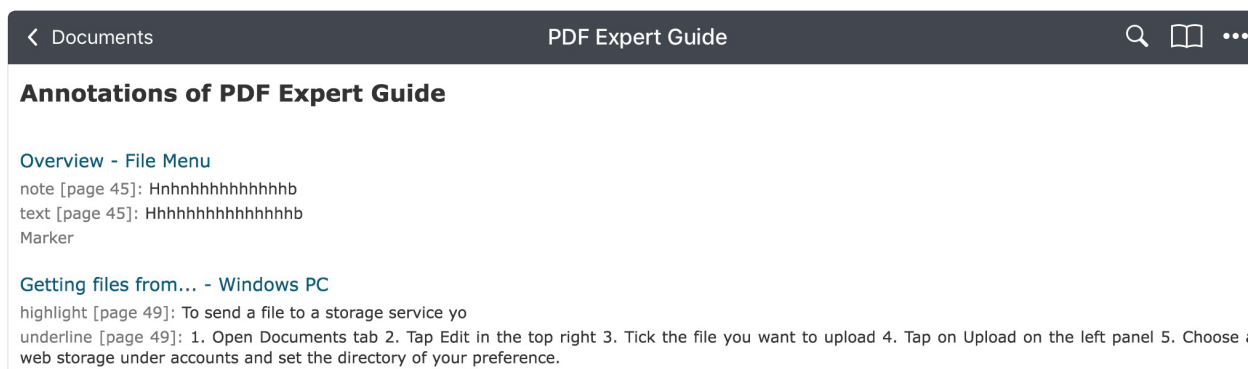 Documents
PDF Expert Guide
Annotations of PDF Expert Guide
Overview - File Menu
note [page 45]: Hnhnhhhhhhhhhhb
text [page 45]: Hhhhhhhhhhhhhhhb
Marker
Getting files from... - Windows PC
highlight [page 49]: To send a file to a storage service yo
underline [page 49]: 1. Open Documents tab 2. Tap Edit in the top right 3. Tick the file you want to upload 4. Tap on Upload on the left panel 5. Choose a
web storage under accounts and set the directory of your preference.